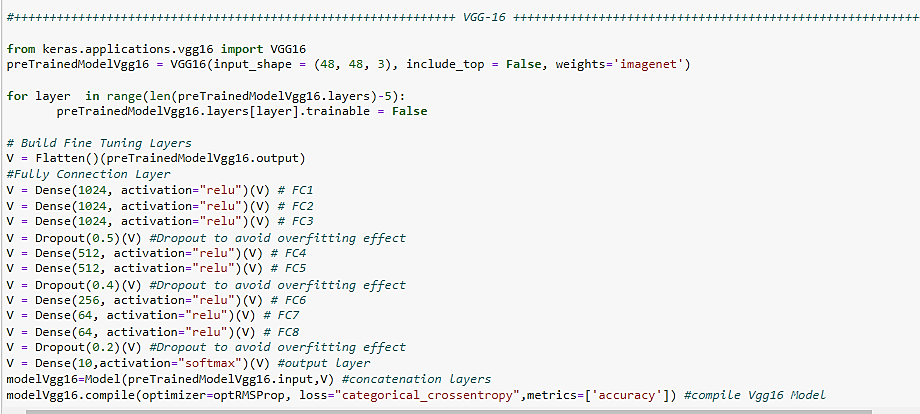 #++++++++++++++++++++++++++++++++++++++++++++++++++++++++++++++ VGG-16 +++++++++++++++++++++++++++++++++++++++++++++++++++++++++
from keras.applications.vgg16 import VGG16
preTrainedModelVgg16 = VGG16(input_shape = (48, 48, 3), include_top = False, weights='imagenet')
for layer  in range(len(preTrainedModelVgg16.layers)-5):
       preTrainedModelVgg16.layers[layer].trainable = False
# Build Fine Tuning Layers
V = Flatten()(preTrainedModelVgg16.output)
#Fully Connection Layer
V = Dense(1024, activation="relu")(V) # FC1
V = Dense(1024, activation="relu")(V) # FC2
V = Dense(1024, activation="relu")(V) # FC3
V = Dropout(0.5)(V) #Dropout to avoid overfitting effect
V = Dense(512, activation="relu")(V) # FC4
V = Dense(512, activation="relu")(V) # FC5
V = Dropout(0.4)(V) #Dropout to avoid overfitting effect
V = Dense(256, activation="relu")(V) # FC6
V = Dense(64, activation="relu")(V) # FC7
V = Dense(64, activation="relu")(V) # FC8
V = Dropout(0.2)(V) #Dropout to avoid overfitting effect
V = Dense(10,activation="softmax")(V) #output layer
modelVgg16=Model(preTrainedModelVgg16.input,V) #concatenation layers
modelVgg16.compile(optimizer=optRMSProp, loss="categorical_crossentropy",metrics=['accuracy']) #compile Vgg16 Model